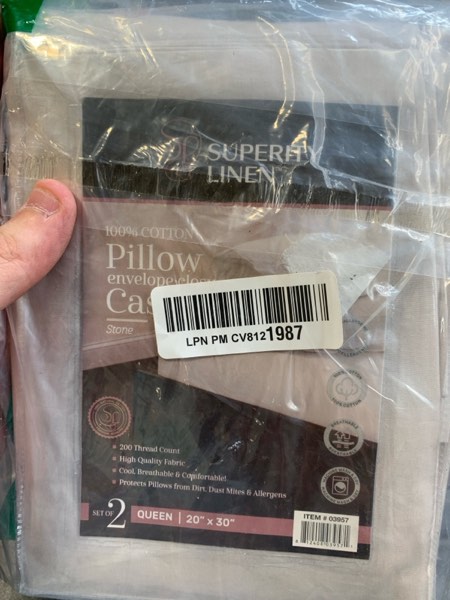 SUPERITY
LINEN
100% COTTON
Pillow
envelope
Cas
Stone
LPN PM CV8121987
200 Thread Count
High Quality Fabric
Cool, Breathable & Comfortable!
Protects Pillows from Dirt, Dust Mites & Allergens
SET OF 2 QUEEN | 20" x 30"
ITEM # 03957